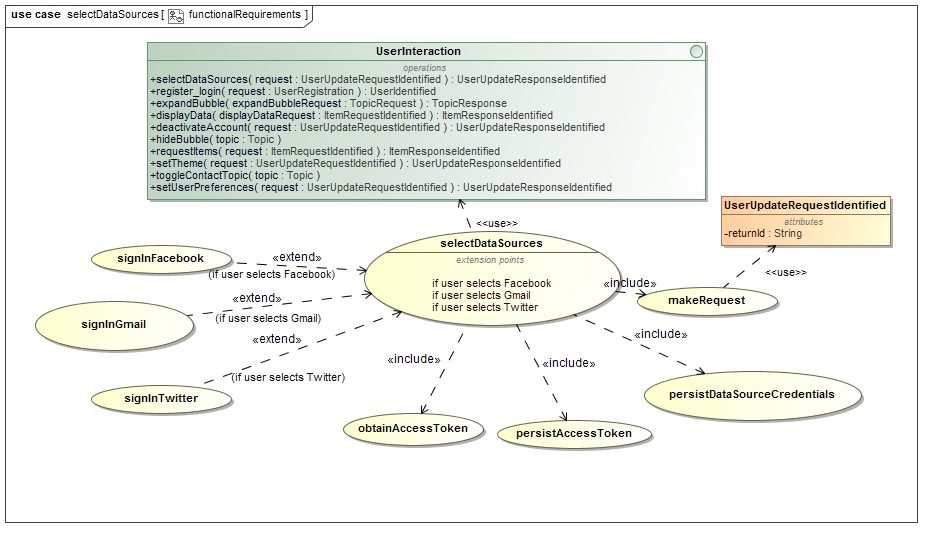 use case selectDataSources [ functionalRequirements ]
UserInteraction
operations
+selectDataSources( request : UserUpdateRequestIdentified ) : UserUpdateResponseIdentified
+register_login( request : UserRegistration ) : UserIdentified
+expandBubble( expandBubbleRequest : TopicRequest ) : TopicResponse
+displayData( displayDataRequest : ItemRequestIdentified ) : ItemResponseIdentified
+deactivateAccount( request : UserUpdateRequestIdentified ) : UserUpdateResponseIdentified
+hideBubble( topic : Topic )
+requestItems( request : ItemRequestIdentified ) : ItemResponseIdentified
+setTheme( request : UserUpdateRequestIdentified ) : UserUpdateResponseIdentified
+toggleContactTopic( topic : Topic )
+setUserPreferences( request : UserUpdateRequestIdentified ) : UserUpdateResponseIdentified
UserUpdateRequestIdentified
attributes
-returnId : String
<<use>>
selectDataSources
extension points
if user selects Facebook
if user selects Gmail
if user selects Twitter
signInFacebook
«extend»
(if user selects Facebook)
<<use>>
«include»
makeRequest
signInGmail
«extend»
(if user selects Gmail)
«extend»
(if user selects Twitter)
signInTwitter
«include»
«include»
«include»
persistDataSourceCredentials
obtainAccessToken
persistAccessToken